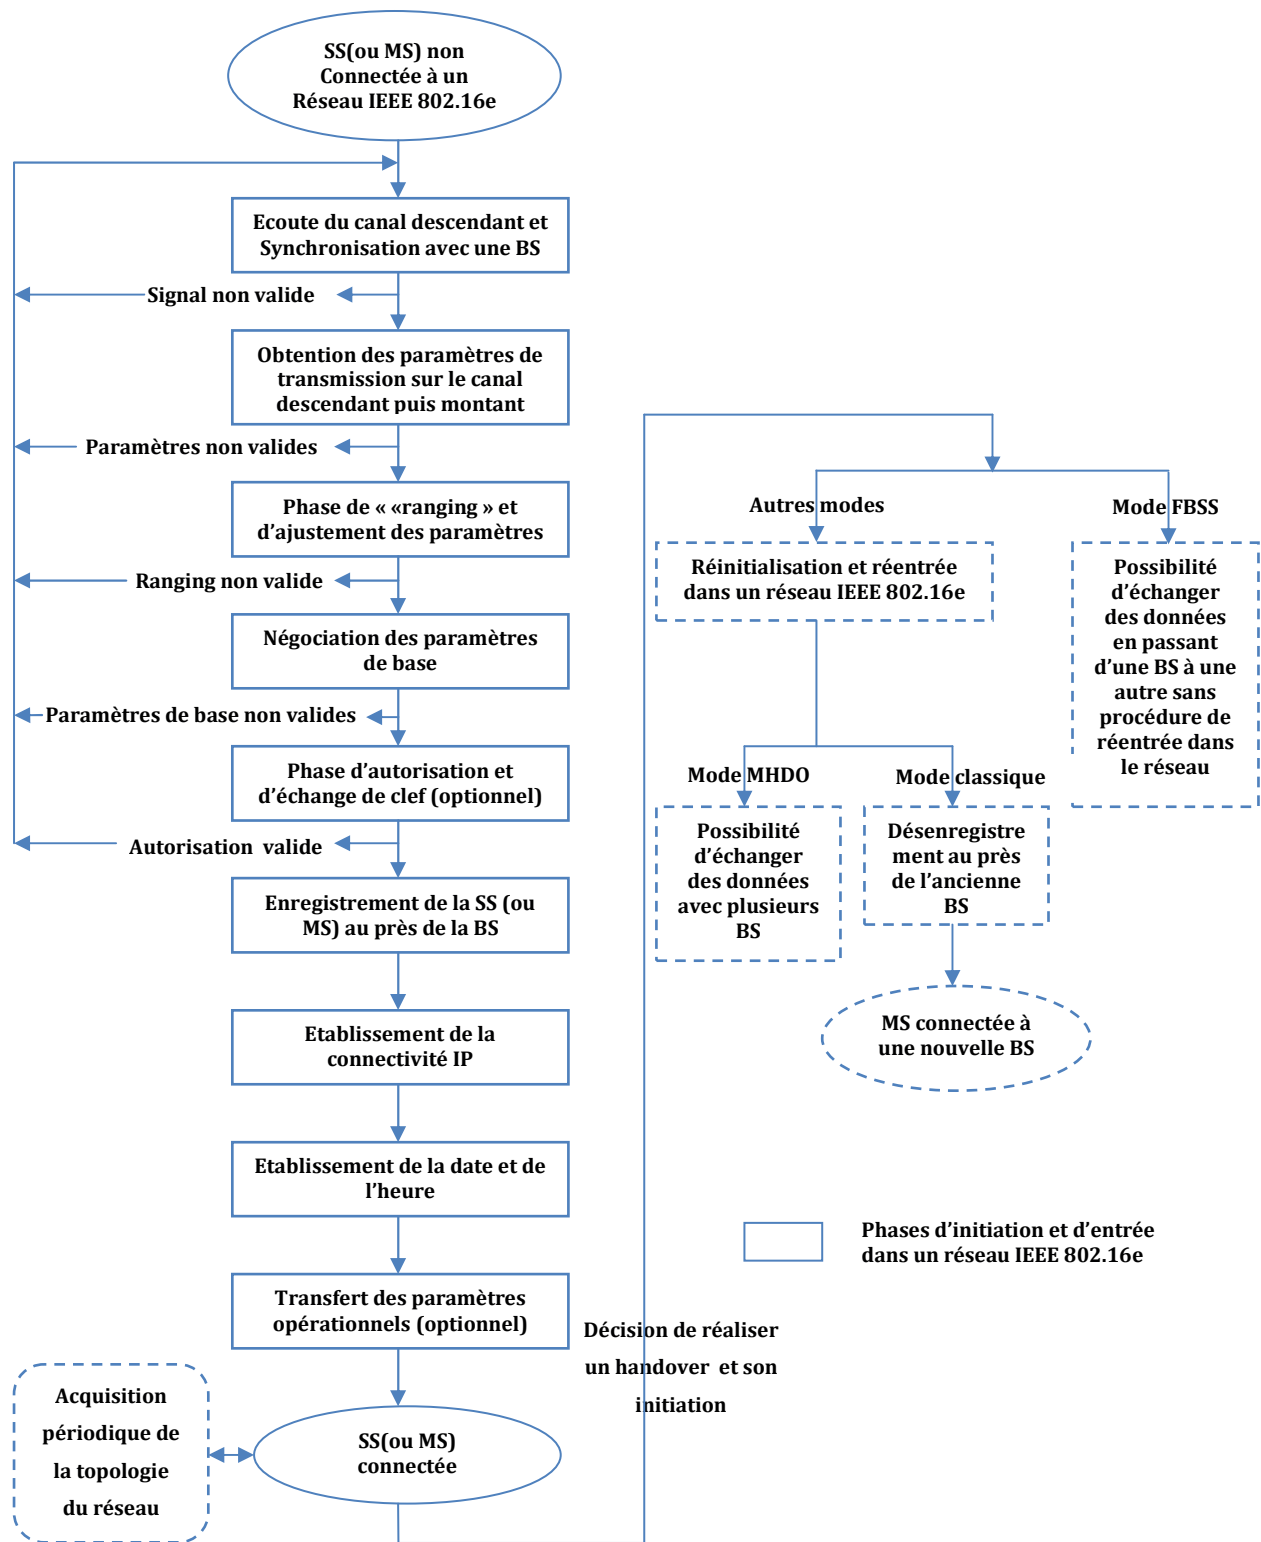 SS(ou MS) non
Connectée à un
Réseau IEEE 802.16e
Ecoute du canal descendant et
Synchronisation avec une BS
Signal non valide
Obtention des paramètres de
transmission sur le canal
descendant puis montant
Paramètres non valides
Phase de « «ranging » et
d’ajustement des paramètres
Ranging non valide
Négociation des paramètres
de base
Paramètres de base non valides
Phase d’autorisation et
d’échange de clef (optionnel)
Autorisation valide
Enregistrement de la SS (ou
MS) au près de la BS
Etablissement de la
connectivité IP
Etablissement de la date et de
l’heure
Transfert des paramètres
opérationnels (optionnel)
SS(ou MS)
connectée
Acquisition
périodique de
la topologie
du réseau
Décision de réaliser
un handover et son
initiation
Autres modes
Réinitialisation et réentrée
dans un réseau IEEE 802.16e
Mode FBSS
Possibilité
d’échanger
des données
en passant
d’une BS à une
autre sans
procédure de
réentrée dans
le réseau
Mode MHDO
Possibilité
d’échanger
des données
avec plusieurs
BS
Mode classique
Désenregistre
ment au près
de l’ancienne
BS
MS connectée à
une nouvelle BS
Phases d’initiation et d’entrée
dans un réseau IEEE 802.16e